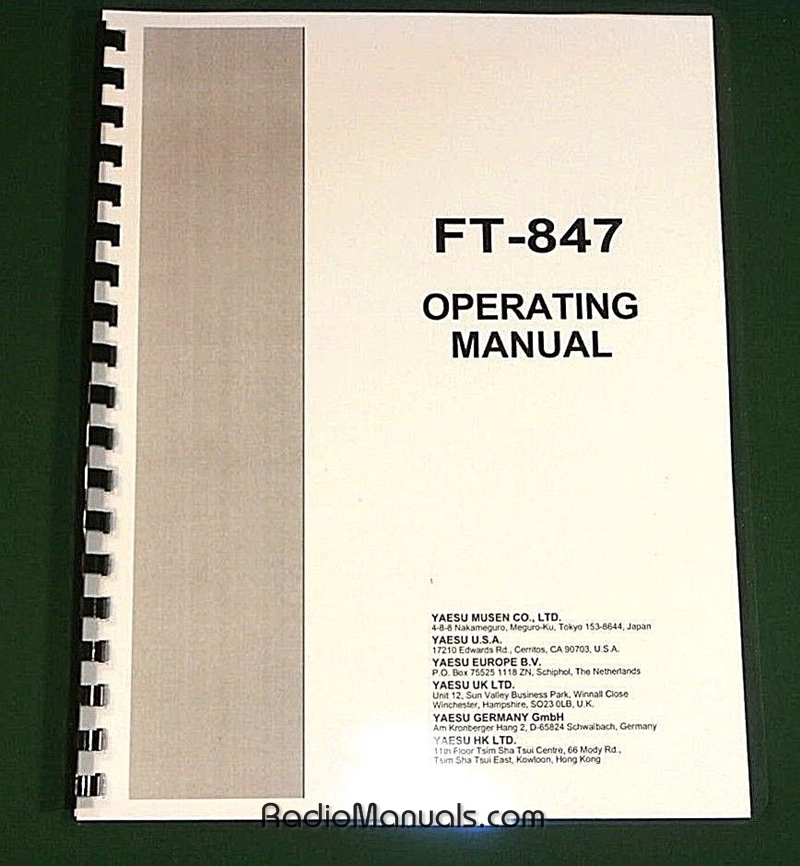 FT-847
OPERATING
MANUAL
YAESU MUSEN CO., LTD.
4-8-8 Nakameguro, Meguro-Ku, Tokyo 153-8644, Japan
YAESU U.S.A.
17210 Edwards Rd., Cerritos, CA 90703, U.S.A.
YAESU EUROPE B.V.
P.O. Box 75525 1118 ZN, Schiphol, The Netherlands
YAESU UK LTD.
Unit 12, Sun Valley Business Park, Winnall Close
Winchester, Hampshire, SO23 0LB, U.K.
YAESU GERMANY GmbH
Am Kronberger Hang 2, D-65824 Schwalbach, Germany
YAESU HK LTD.
11th Floor Tsim Sha Tsui Centre, 66 Mody Rd.,
Tsim Sha Tsui East, Kowloon, Hong Kong
RadioManuals.com